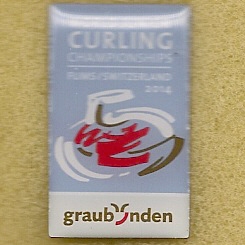 CURLING
CHAMPIONSHIPS
FLIMS/SWITZERLAND
2014
graubünden